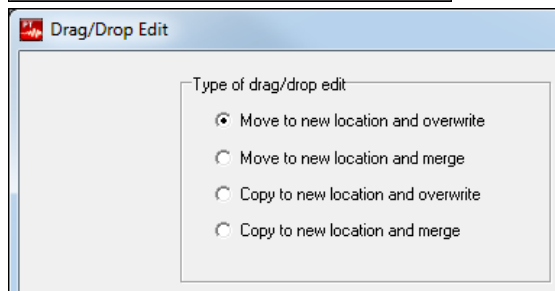 Drag/Drop Edit
Type of drag/drop edit
Move to new location and overwrite
Move to new location and merge
Copy to new location and overwrite
Copy to new location and merge